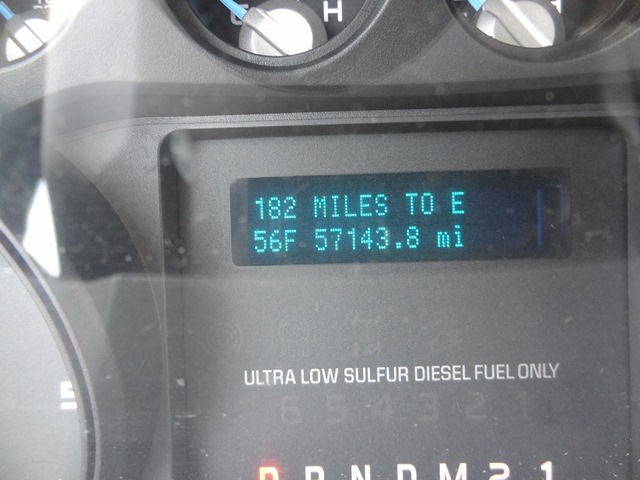 C H
182 MILES TO E
56F 57143.8 mi
ULTRA LOW SULFUR DIESEL FUEL ONLY
6 5 4 3 2 1
5
P R N D M 2 1